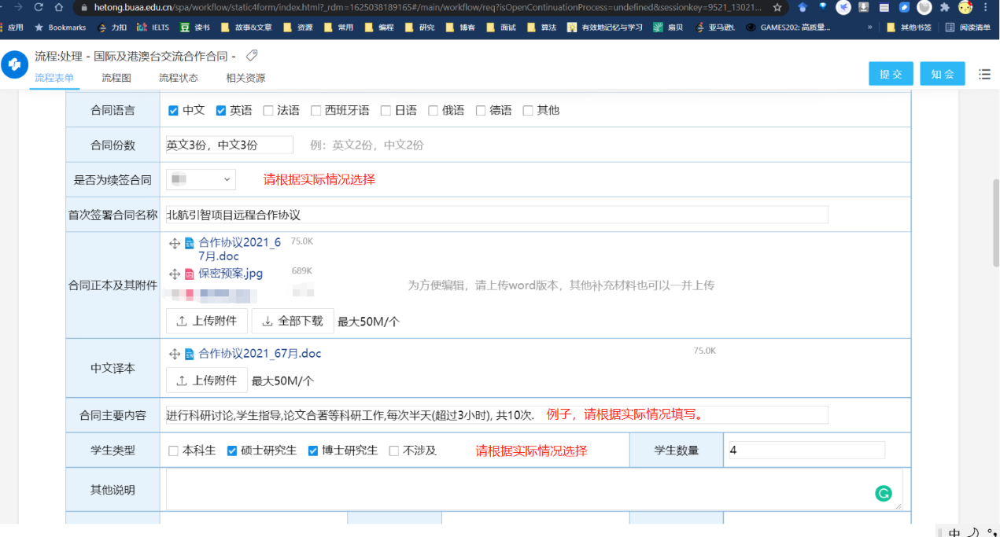 hetong.buaa.edu.cn/spa/workflow/static4form/index.html?_rdm=1625038189165#/main/workflow/req?isOpenContinuationProcess=undefined&sessionkey=9521_13021...
应用 Bookmarks 力扣 IELTS 读书 故事&文章 资源 常用 编程 研究 博客 面试 算法 有效地记忆与学习 扇贝 亚马逊L GAMES202: 高质量... » 其他书签 阅读清单
流程:处理 - 国际及港澳台交流合作合同 -
流程表单 流程图 流程状态 相关资源 提交 知会
合同语言 中文 英语 法语 西班牙语 日语 俄语 德语 其他
合同份数 英文3份，中文3份 例：英文2份，中文2份
是否为续签合同 请根据实际情况选择
首次签署合同名称 北航引智项目远程合作协议
合同正本及其附件 合作协议2021_6 75.0K
7月.doc
保密预案.jpg 689K
为方便编辑，请上传word版本，其他补充材料也可以一并上传
上传附件 全部下载 最大50M/个
中文译本 合作协议2021_67月.doc 75.0K
上传附件 最大50M/个
合同主要内容 进行科研讨论,学生指导,论文合著等科研工作,每次半天(超过3小时), 共10次. 例子，请根据实际情况填写。
学生类型 本科生 硕士研究生 博士研究生 不涉及 请根据实际情况选择 学生数量 4
其他说明
中